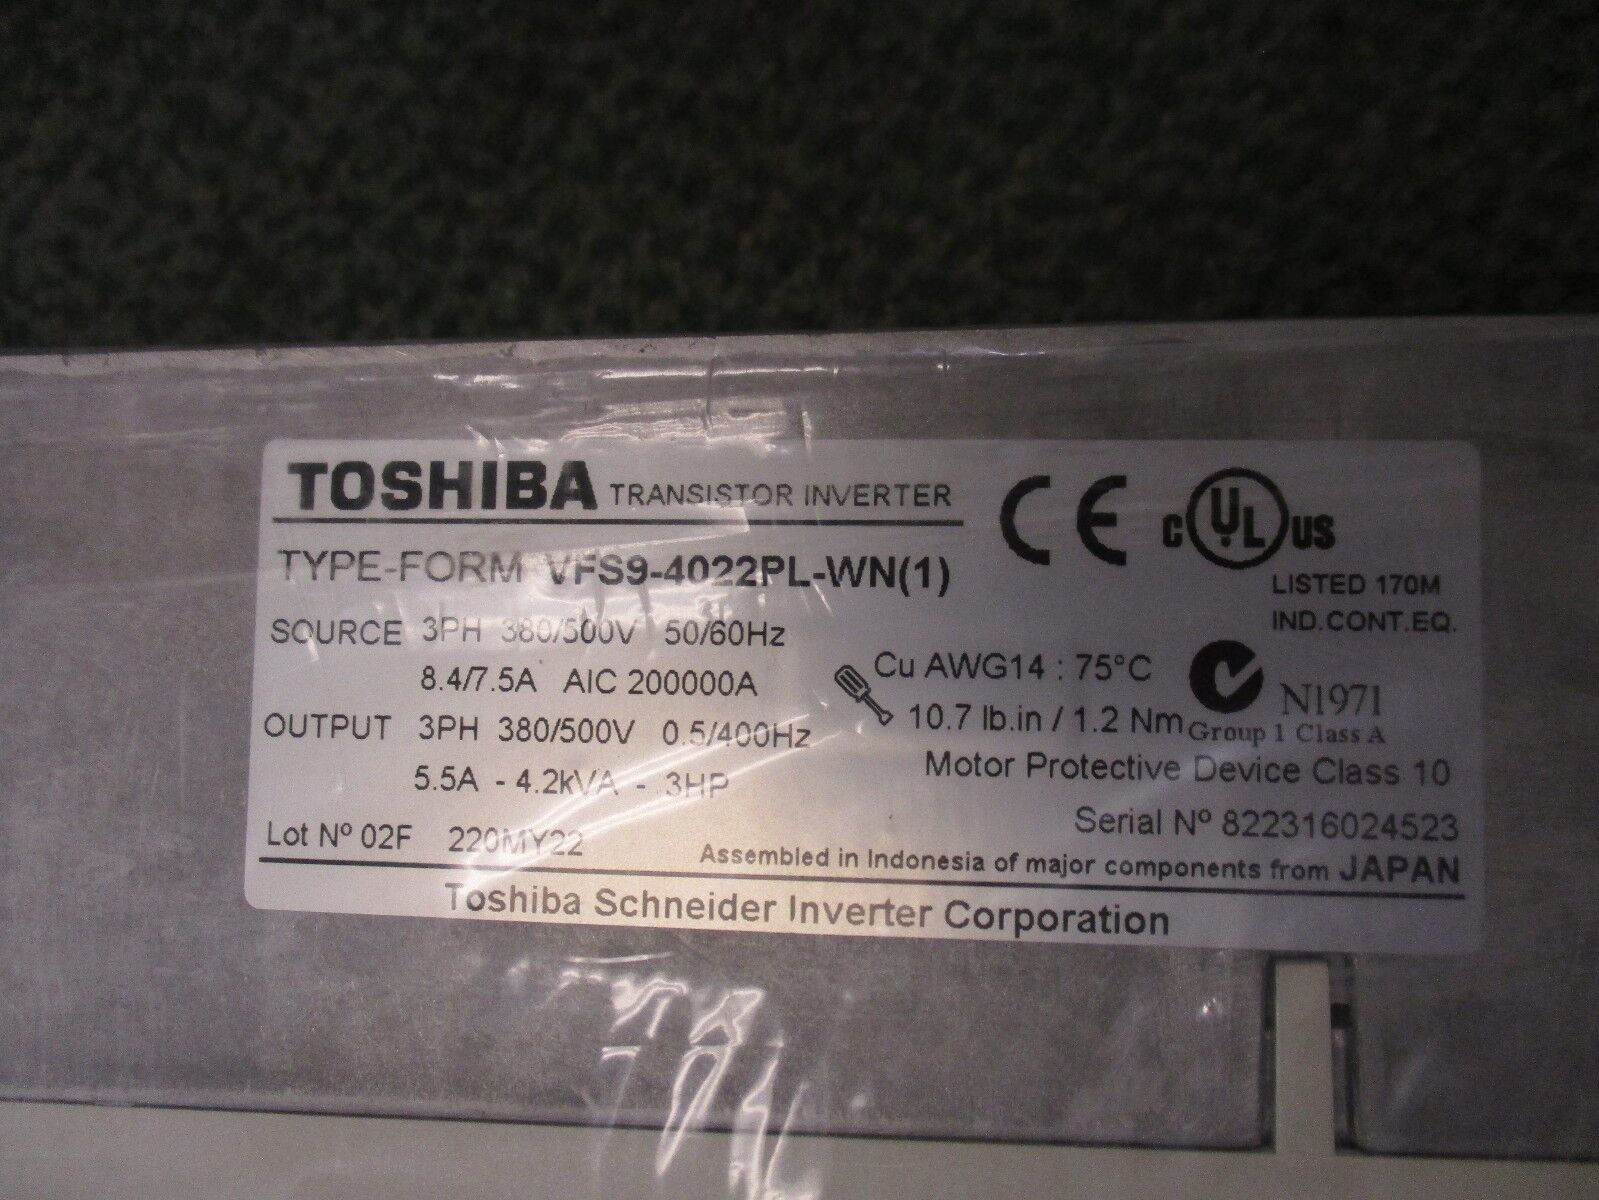 TOSHIBA TRANSISTOR INVERTER
CE
C UL US
TYPE-FORM VFS9-4022PL-WN(1)
LISTED 170M
IND.CONT.EQ.
SOURCE 3PH 380/500V 50/60Hz
8.4/7.5A AIC 200000A
Cu AWG14 : 75°C
N1971
10.7 lb.in / 1.2 Nm
Group 1 Class A
OUTPUT 3PH 380/500V 0.5/400Hz
5.5A - 4.2kVA - 3HP
Motor Protective Device Class 10
Serial Nº 822316024523
Lot Nº 02F 220MY22
Assembled in Indonesia of major components from JAPAN
Toshiba Schneider Inverter Corporation